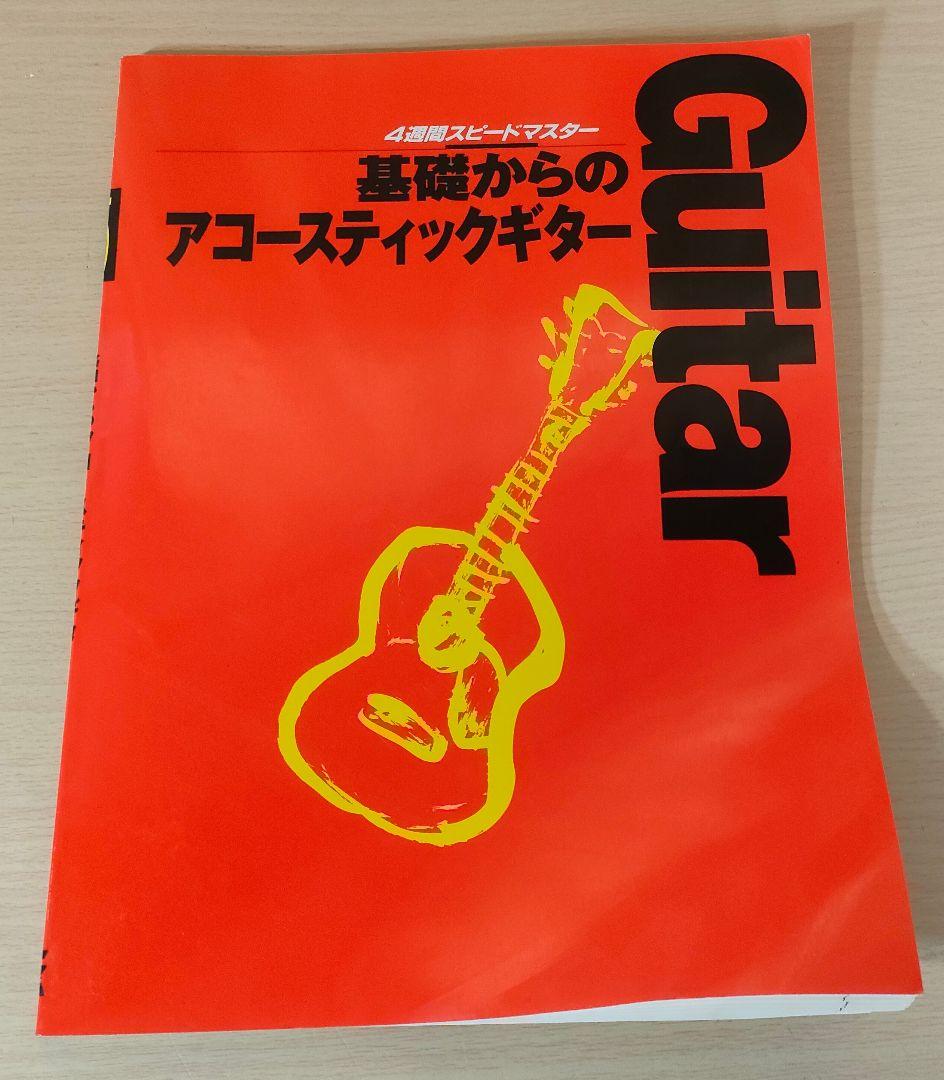 4週間スピードマスター
基礎からの
アコースティックギター
Guitar